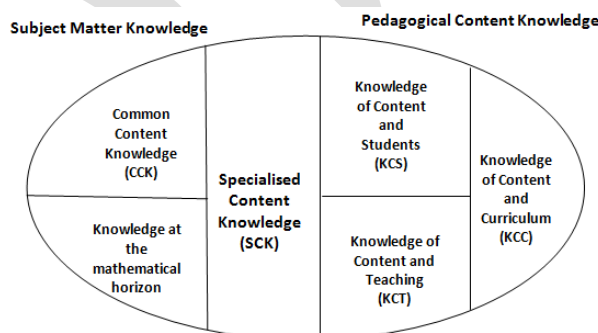 Subject Matter Knowledge
Pedagogical Content Knowledge
Common
Content
Knowledge
(CCK)
Knowledge at
the
mathematical
horizon
Specialised
Content
Knowledge
(SCK)
Knowledge
of Content
and
Students
(KCS)
Knowledge of
Content and
Teaching
(KCT)
Knowledge
of Content
and
Curriculum
(KCC)